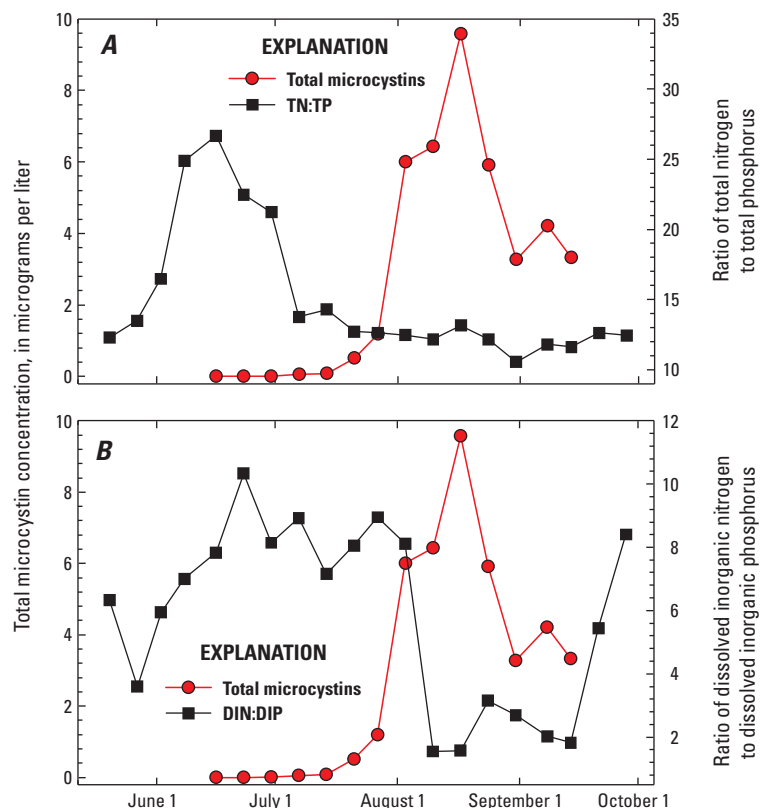 Total microcystin concentration, in micrograms per liter
A
EXPLANATION
Total microcystins
TN:TP
10
8
6
4
2
0
35
30
25
20
15
10
Ratio of total nitrogen
to total phosphorus
B
EXPLANATION
Total microcystins
DIN:DIP
10
8
6
4
2
0
12
10
8
6
4
2
Ratio of dissolved inorganic nitrogen
to dissolved inorganic phosphorus
June 1 July 1 August 1 September 1 October 1